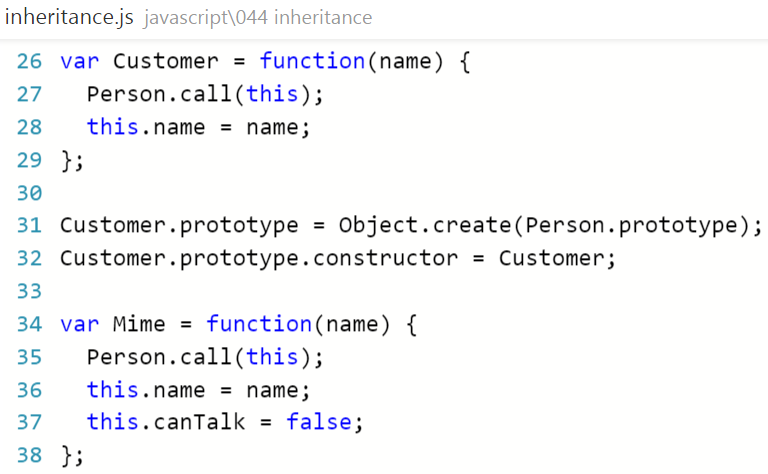 inheritance.js javascript\044 inheritance
26 var Customer = function(name) {
27   Person.call(this);
28   this.name = name;
29 };
30
31 Customer.prototype = Object.create(Person.prototype);
32 Customer.prototype.constructor = Customer;
33
34 var Mime = function(name) {
35   Person.call(this);
36   this.name = name;
37   this.canTalk = false;
38 };